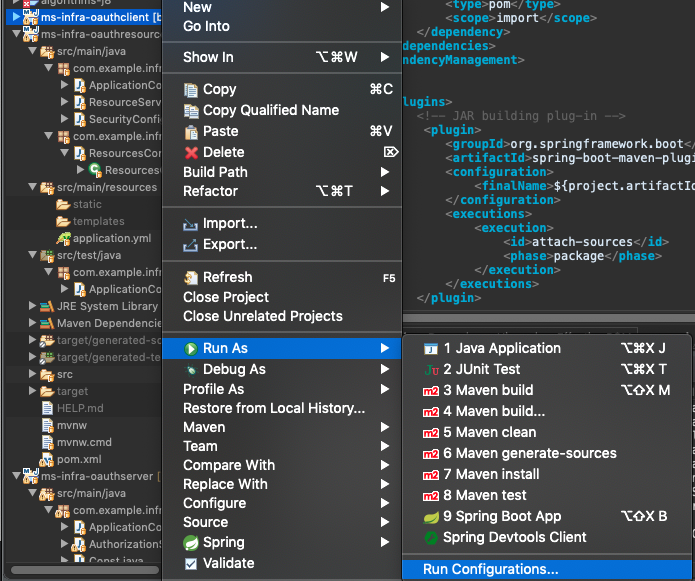 algorithms-j8
ms-infra-oauthclient [b
ms-infra-oauthresour
src/main/java
com.example.infr
ApplicationCo
ResourceServ
SecurityConfi
com.example.infr
ResourcesCon
Resources
src/main/resources
static
templates
application.yml
src/test/java
com.example.infr
ApplicationCo
JRE System Library
Maven Dependencie
target/generated-so
target/generated-te
src
target
HELP.md
mvnw
mvnw.cmd
pom.xml
ms-infra-oauthserver [
src/main/java
com.example.infr
ApplicationCo
AuthorizationS
Const.java
New
Go Into
Show In ⌥⌘W
Copy ⌘C
Copy Qualified Name
Paste ⌘V
Delete ⌦
Build Path
Refactor ⌥⌘T
Import...
Export...
Refresh F5
Close Project
Close Unrelated Projects
Run As
Debug As
Profile As
Restore from Local History...
Maven
Team
Compare With
Replace With
Configure
Source
Spring
Validate
<type>pom</type>
<scope>import</scope>
</dependency>
ependencies>
ndencyManagement>
lugins>
<!-- JAR building plug-in -->
<plugin>
<groupId>org.springframework.boot</
<artifactId>spring-boot-maven-plugi
<configuration>
<finalName>${project.artifactId
</configuration>
<executions>
<execution>
<id>attach-sources</id>
<phase>package</phase>
</execution>
</executions>
</plugin>
1 Java Application ⌥⌘X J
2 JUnit Test ⌥⌘X T
3 Maven build ⌥⇧X M
4 Maven build...
5 Maven clean
6 Maven generate-sources
7 Maven install
8 Maven test
9 Spring Boot App ⌥⇧X B
Spring Devtools Client
Run Configurations...